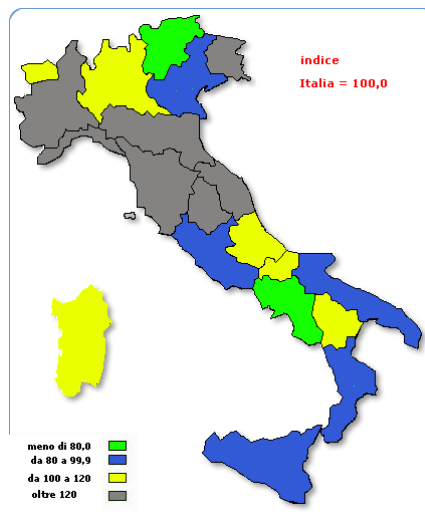 indice
Italia = 100,0
meno di 80,0
da 80 a 99,9
da 100 a 120
oltre 120